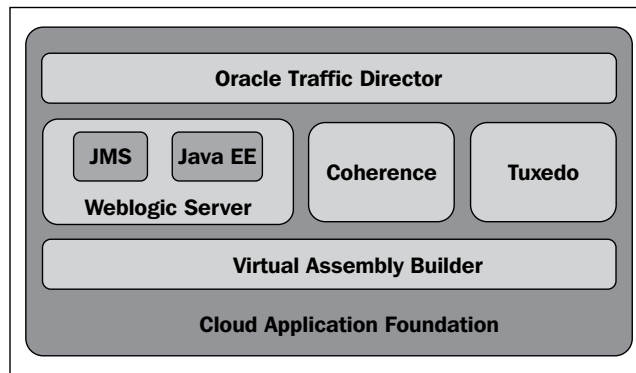 Oracle Traffic Director
JMS
Java EE
Weblogic Server
Coherence
Tuxedo
Virtual Assembly Builder
Cloud Application Foundation